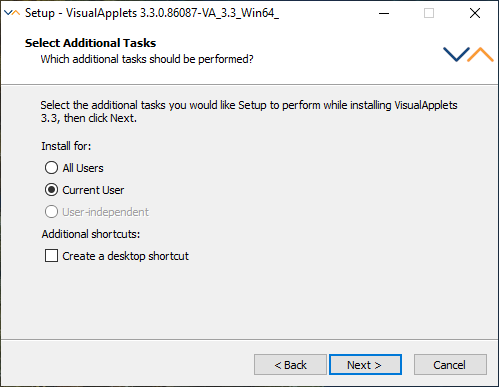 Setup - VisualApplets 3.3.0.86087-VA_3.3_Win64_
Select Additional Tasks
Which additional tasks should be performed?
Select the additional tasks you would like Setup to perform while installing VisualApplets
3.3, then click Next.
Install for:
All Users
Current User
User-independent
Additional shortcuts:
Create a desktop shortcut
< Back
Next >
Cancel